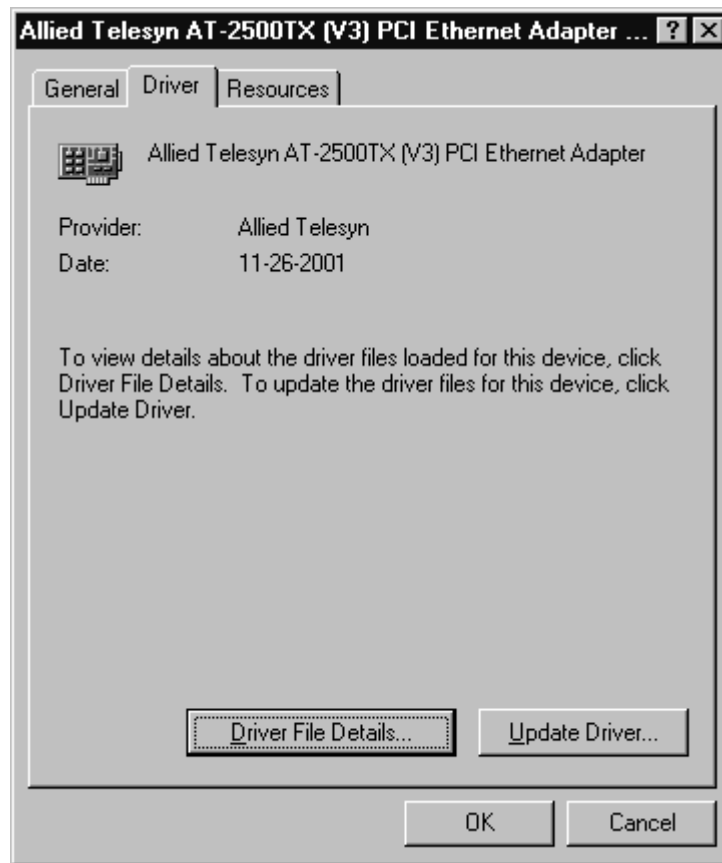 Allied Telesyn AT-2500TX (V3) PCI Ethernet Adapter ...
General Driver Resources
Allied Telesyn AT-2500TX (V3) PCI Ethernet Adapter
Provider: Allied Telesyn
Date: 11-26-2001
To view details about the driver files loaded for this device, click
Driver File Details. To update the driver files for this device, click
Update Driver.
Driver File Details... Update Driver...
OK Cancel